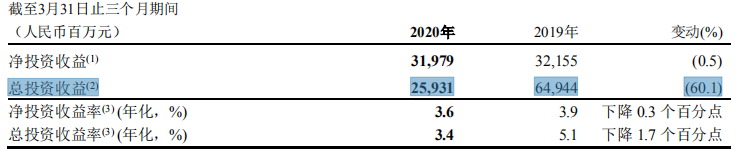 截至3月31日止三个月期间
（人民币百万元） 2020年 2019年 变动(%)
净投资收益(1) 31,979 32,155 (0.5)
总投资收益(2) 25,931 64,944 (60.1)
净投资收益率(3) (年化，%) 3.6 3.9 下降 0.3 个百分点
总投资收益率(3) (年化，%) 3.4 5.1 下降 1.7 个百分点